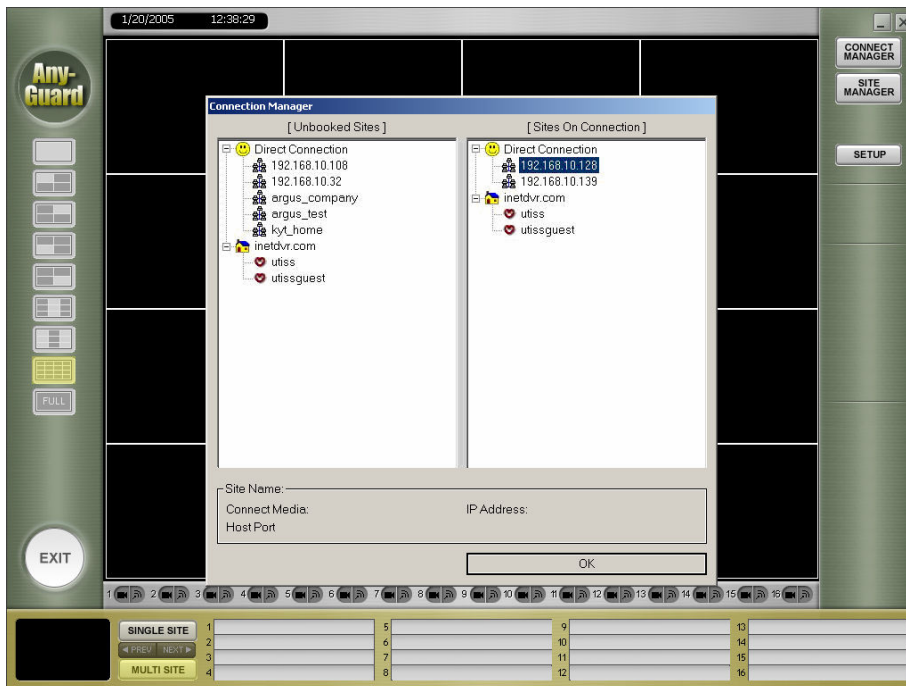 1/20/2005 12:38:29
Any-
Guard
CONNECT
MANAGER
SITE
MANAGER
SETUP
Connection Manager
[ Unbooked Sites ]
Direct Connection
192.168.10.108
192.168.10.32
argus_company
argus_test
kyt_home
inetdvr.com
utiss
utissguest
[ Sites On Connection ]
Direct Connection
192.168.10.128
192.168.10.139
inetdvr.com
utiss
utissguest
FULL
Site Name:
Connect Media: IP Address:
Host Port
OK
EXIT
1 2 3 4 5 6 7 8 9 10 11 12 13 14 15 16
SINGLE SITE
PREV NEXT
MULTI SITE
1 5 9 13
2 6 10 14
3 7 11 15
4 8 12 16